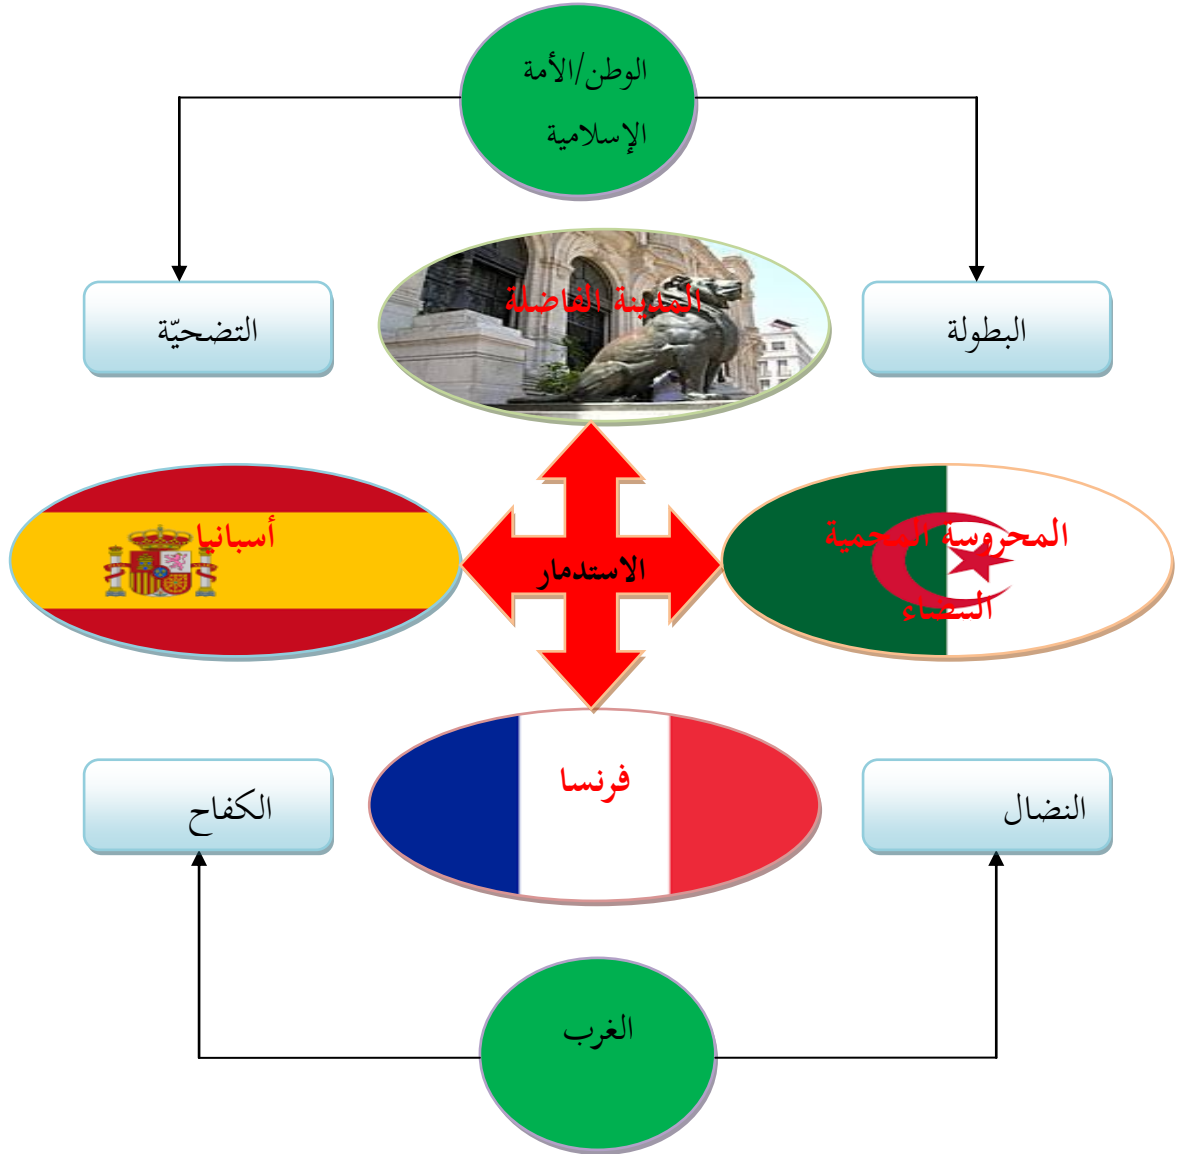 الوطن/الأمة
الإسلامية
البطولة
المدينة الفاضلة
التضحيّة
المحروسة المحمية
البيضاء
الاستدمار
أسبانيا
فرنسا
النضال
الكفاح
الغرب